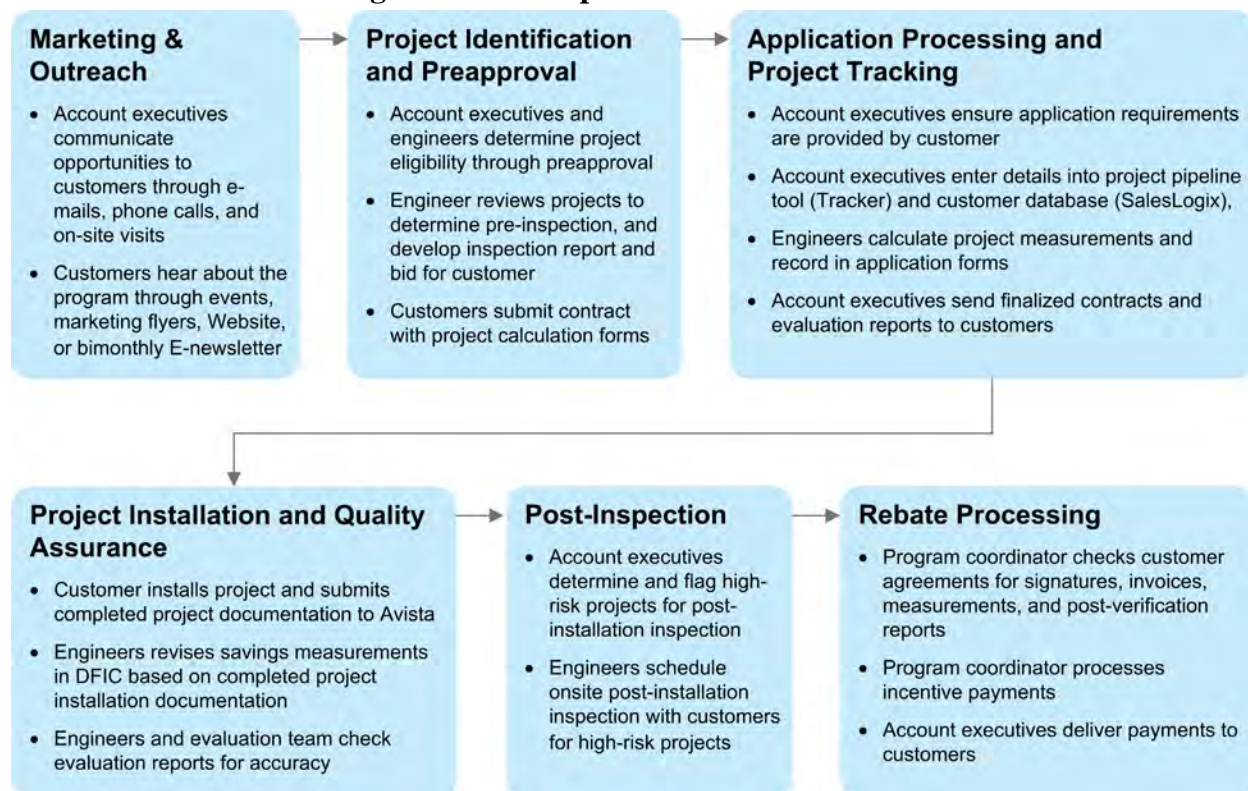 Marketing &
Outreach
• Account executives
communicate
opportunities to
customers through e-
mails, phone calls, and
on-site visits
• Customers hear about the
program through events,
marketing flyers, Website,
or bimonthly E-newsletter
Project Identification
and Preapproval
• Account executives and
engineers determine project
eligibility through preapproval
• Engineer reviews projects to
determine pre-inspection, and
develop inspection report and
bid for customer
• Customers submit contract
with project calculation forms
Application Processing and
Project Tracking
• Account executives ensure application requirements
are provided by customer
• Account executives enter details into project pipeline
tool (Tracker) and customer database (SalesLogix),
• Engineers calculate project measurements and
record in application forms
• Account executives send finalized contracts and
evaluation reports to customers
Project Installation and Quality
Assurance
• Customer installs project and submits
completed project documentation to Avista
• Engineers revises savings measurements
in DFIC based on completed project
installation documentation
• Engineers and evaluation team check
evaluation reports for accuracy
Post-Inspection
• Account executives
determine and flag high-
risk projects for post-
installation inspection
• Engineers schedule
onsite post-installation
inspection with customers
for high-risk projects
Rebate Processing
• Program coordinator checks customer
agreements for signatures, invoices,
measurements, and post-verification
reports
• Program coordinator processes
incentive payments
• Account executives deliver payments to
customers